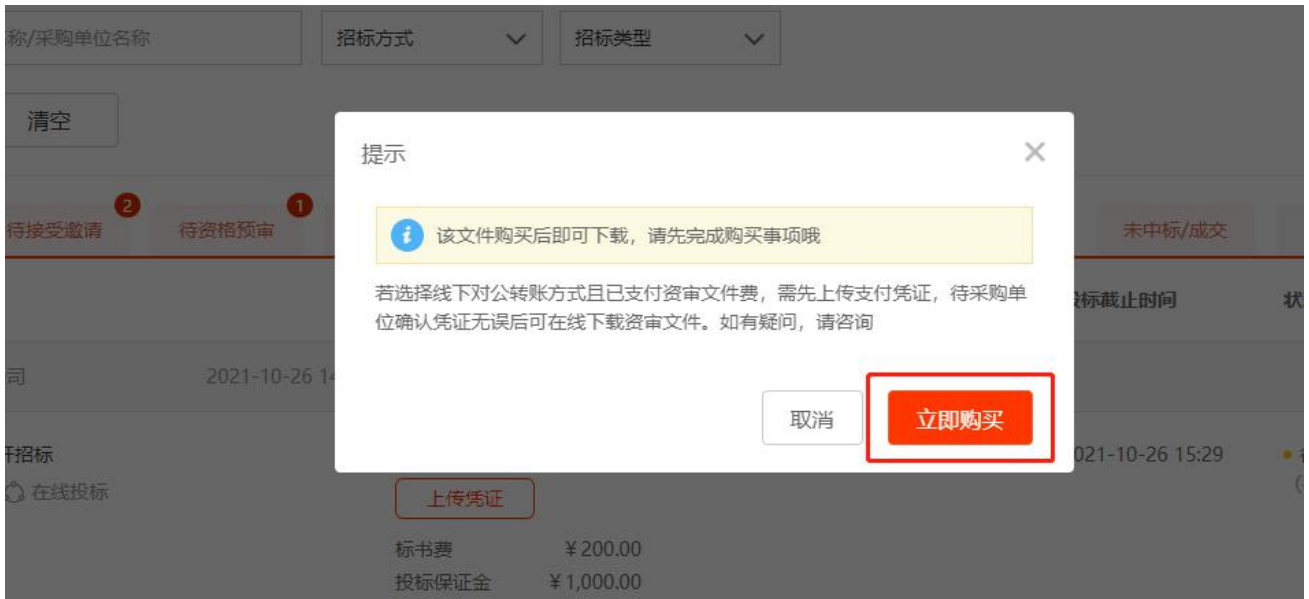 称/采购单位名称 招标方式 招标类型
清空
提示
待接受邀请 2 待资格预审 1 未中标/成交
该文件购买后即可下载，请先完成购买事项哦
若选择线下对公转账方式且已支付资审文件费，需先上传支付凭证，待采购单
位确认凭证无误后可在线下载资审文件。如有疑问，请咨询
标截止时间 状
司 2021-10-26 14
取消 立即购买
招标 021-10-26 15:29
在线投标 上传凭证
标书费 ¥200.00
投标保证金 ¥1,000.00